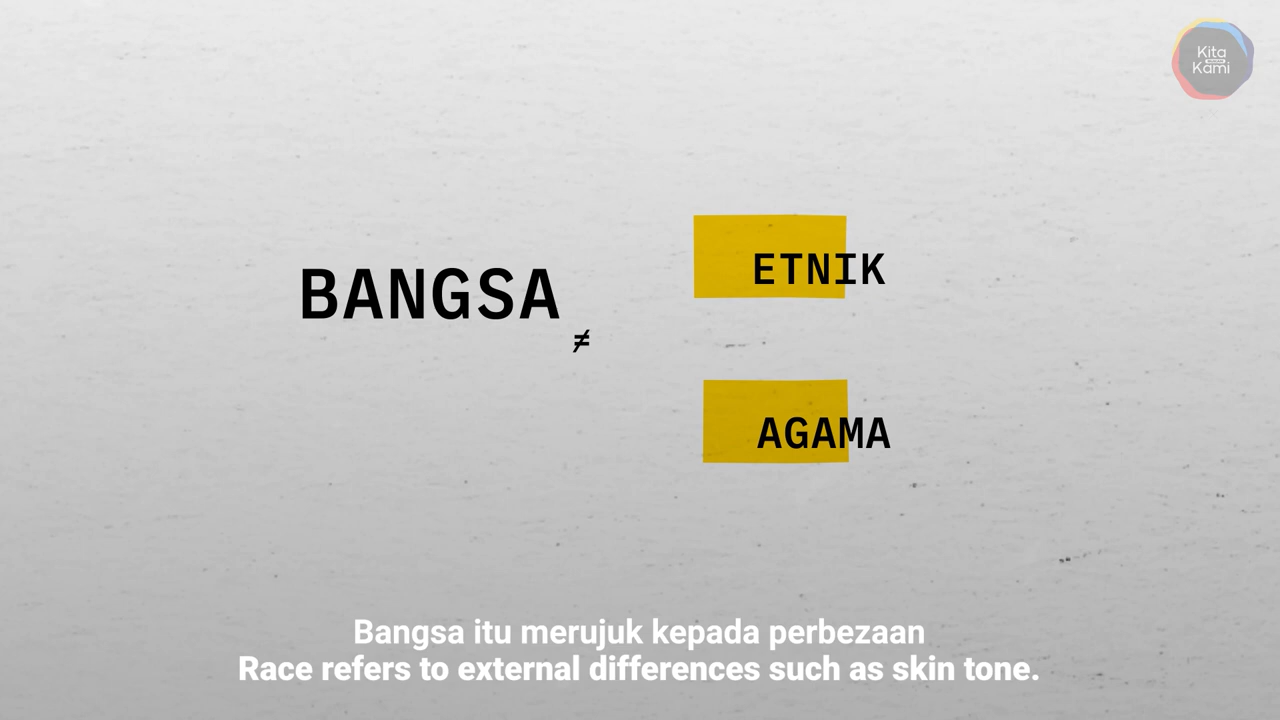 Kita
Kami
BANGSA
≠
ETNIK
AGAMA
Bangsa itu merujuk kepada perbezaan
Race refers to external differences such as skin tone.